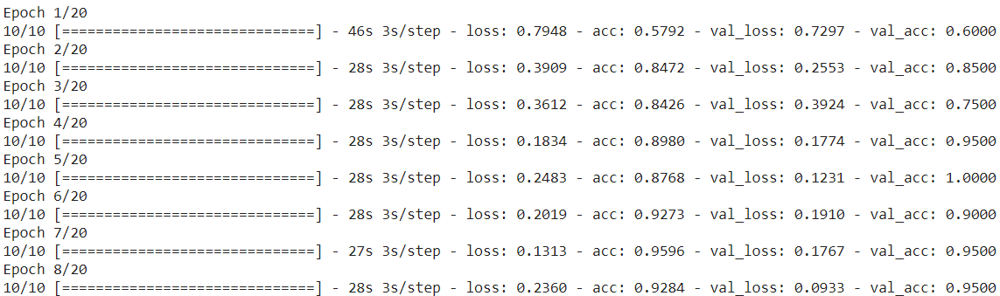 Epoch 1/20
10/10 [==============================] - 46s 3s/step - loss: 0.7948 - acc: 0.5792 - val_loss: 0.7297 - val_acc: 0.6000
Epoch 2/20
10/10 [==============================] - 28s 3s/step - loss: 0.3909 - acc: 0.8472 - val_loss: 0.2553 - val_acc: 0.8500
Epoch 3/20
10/10 [==============================] - 28s 3s/step - loss: 0.3612 - acc: 0.8426 - val_loss: 0.3924 - val_acc: 0.7500
Epoch 4/20
10/10 [==============================] - 28s 3s/step - loss: 0.1834 - acc: 0.8980 - val_loss: 0.1774 - val_acc: 0.9500
Epoch 5/20
10/10 [==============================] - 28s 3s/step - loss: 0.2483 - acc: 0.8768 - val_loss: 0.1231 - val_acc: 1.0000
Epoch 6/20
10/10 [==============================] - 28s 3s/step - loss: 0.2019 - acc: 0.9273 - val_loss: 0.1910 - val_acc: 0.9000
Epoch 7/20
10/10 [==============================] - 27s 3s/step - loss: 0.1313 - acc: 0.9596 - val_loss: 0.1767 - val_acc: 0.9500
Epoch 8/20
10/10 [==============================] - 28s 3s/step - loss: 0.2360 - acc: 0.9284 - val_loss: 0.0933 - val_acc: 0.9500